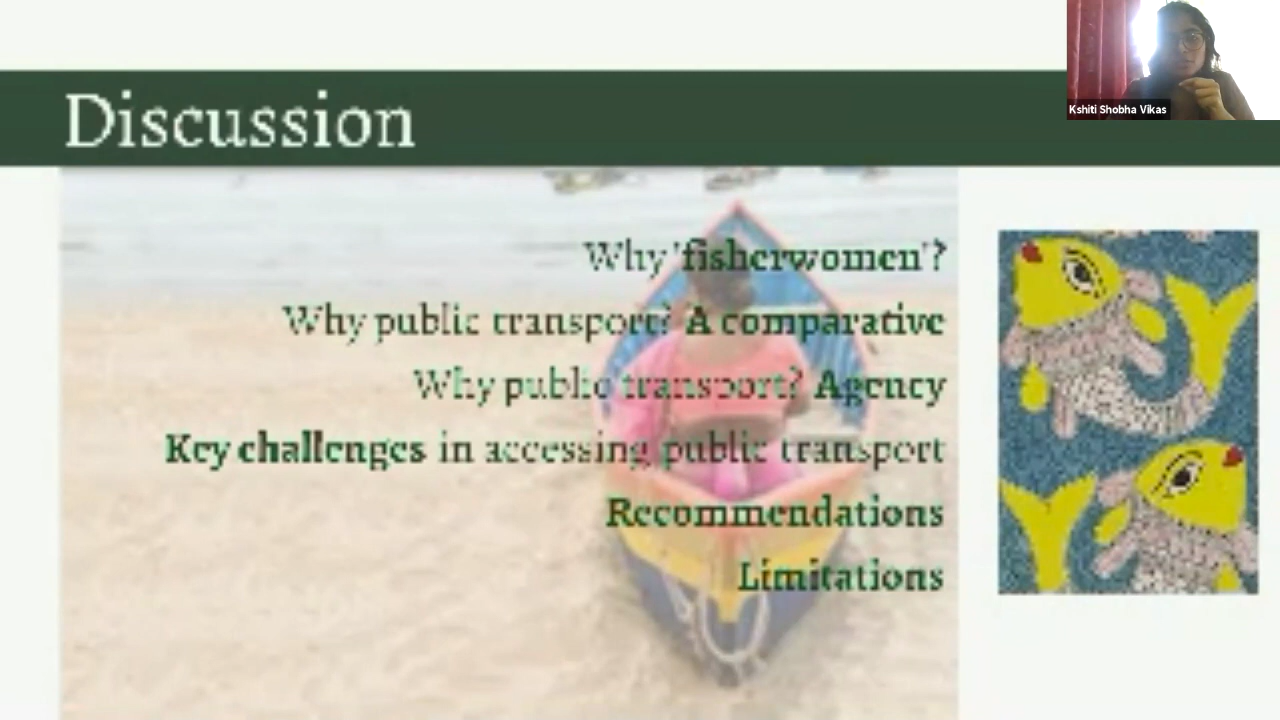 Discussion
Kshiti Shobha Vikas
Why 'fisherwomen'?
Why public transport? A comparative
Why public transport? Agency
Key challenges in accessing public transport
Recommendations
Limitations